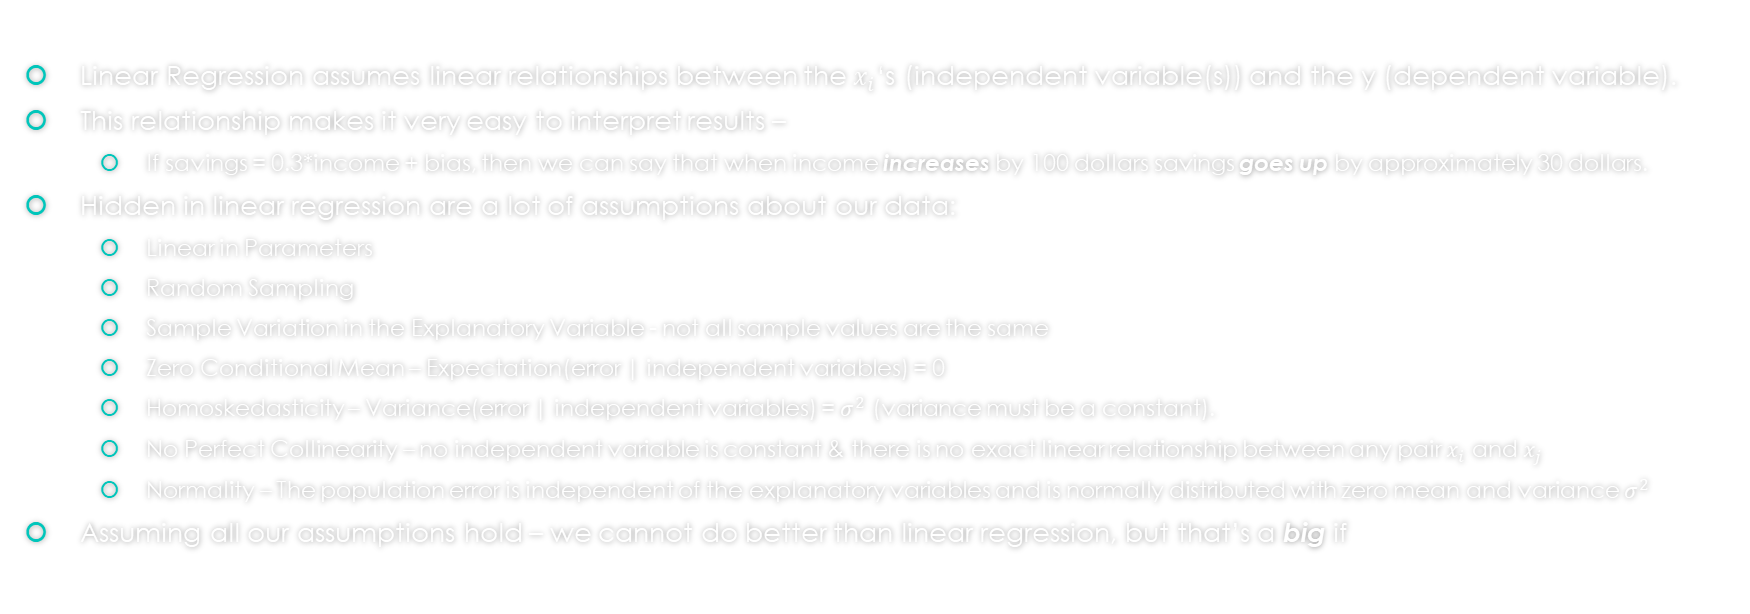 Linear Regression assumes linear relationships between the xᵢ's (independent variable(s)) and the y (dependent variable).
This relationship makes it very easy to interpret results –
If savings = 0.3*income + bias, then we can say that when income increases by 100 dollars savings goes up by approximately 30 dollars.
Hidden in linear regression are a lot of assumptions about our data:
Linear in Parameters
Random Sampling
Sample Variation in the Explanatory Variable - not all sample values are the same
Zero Conditional Mean – Expectation(error | independent variables) = 0
Homoskedasticity – Variance(error | independent variables) = σ² (variance must be a constant).
No Perfect Collinearity – no independent variable is constant & there is no exact linear relationship between any pair xᵢ and xⱼ
Normality – The population error is independent of the explanatory variables and is normally distributed with zero mean and variance σ²
Assuming all our assumptions hold – we cannot do better than linear regression, but that's a big if